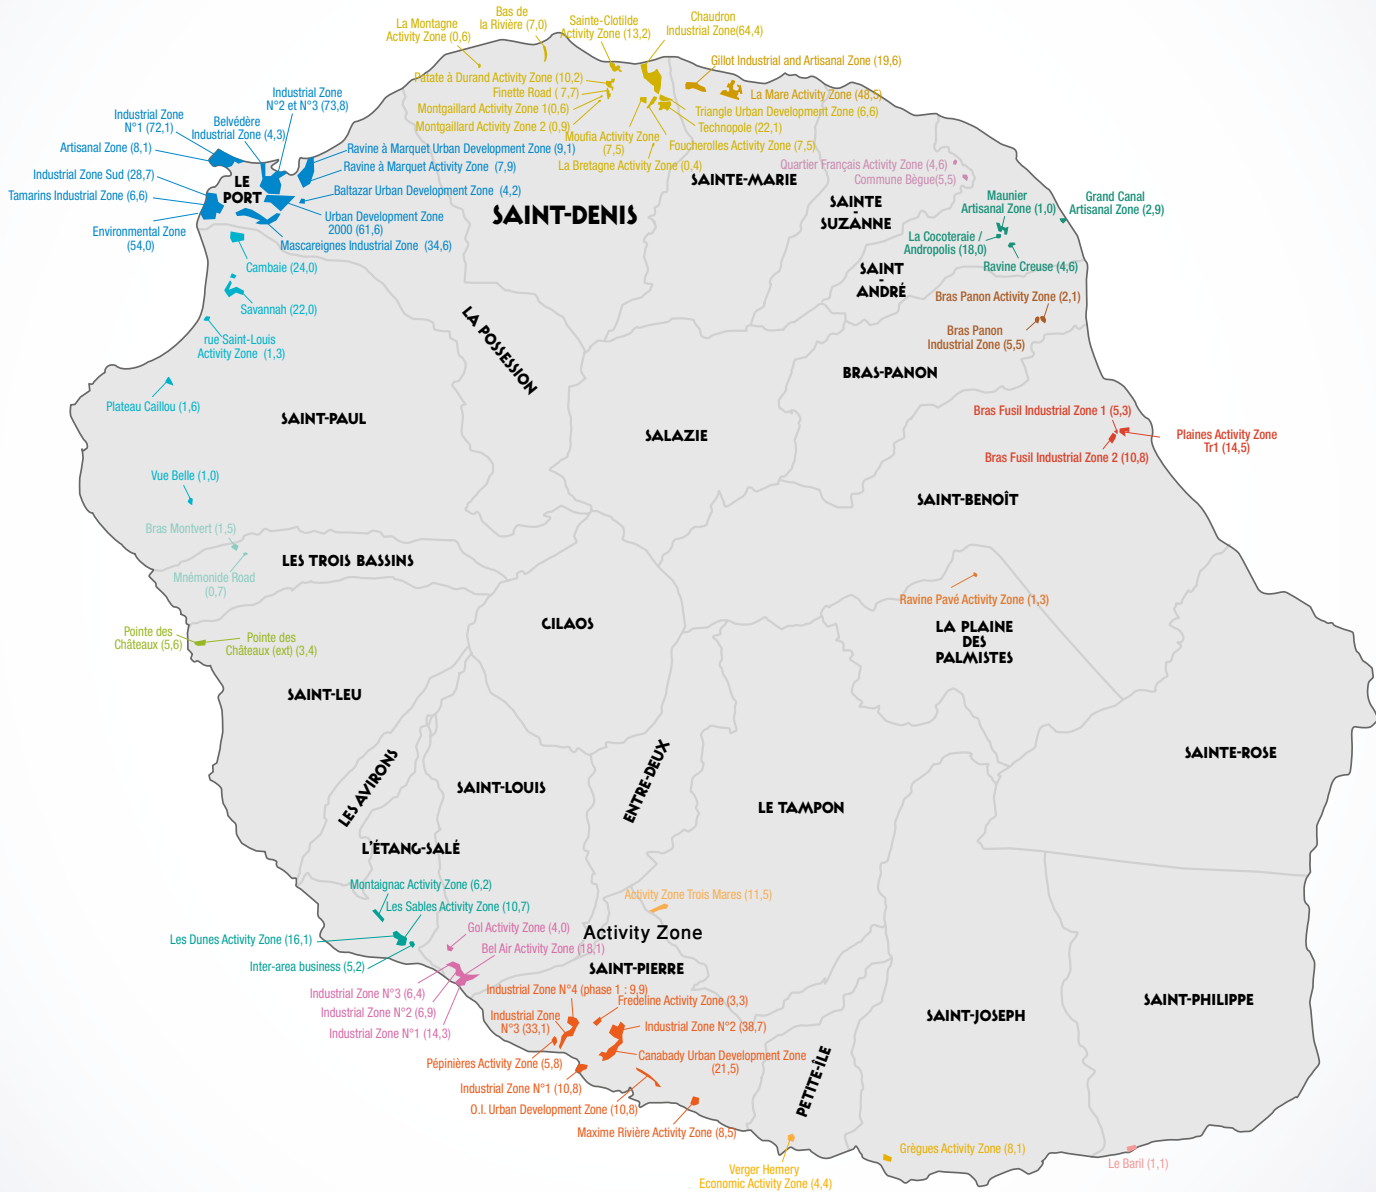 Bas de
la Rivière (7,0)
La Montagne
Activity Zone (0,6)
Sainte-Clotilde
Activity Zone (13,2)
Chaudron
Industrial Zone(64,4)
Gillot Industrial and Artisanal Zone (19,6)
Patate à Durand Activity Zone (10,2)
Finette Road ( 7,7)
Montgaillard Activity Zone 1(0,6)
Montgaillard Activity Zone 2 (0,9)
La Mare Activity Zone (48,5)
Triangle Urban Development Zone (6,6)
Technopole (22,1)
Moufia Activity Zone
(7,5)
Foucherolles Activity Zone (7,5)
La Bretagne Activity Zone (0,4)
Industrial Zone
N°2 et N°3 (73,8)
Industrial Zone
N°1 (72,1)
Belvédère
Industrial Zone (4,3)
Artisanal Zone (8,1)
Ravine à Marquet Urban Development Zone (9,1)
Ravine à Marquet Activity Zone (7,9)
Industrial Zone Sud (28,7)
Tamarins Industrial Zone (6,6)
LE
PORT
Baltazar Urban Development Zone (4,2)
Urban Development Zone
2000 (61,6)
Environmental Zone
(54,0)
Mascareignes Industrial Zone (34,6)
SAINT-DENIS
SAINTE-MARIE
Quartier Français Activity Zone (4,6)
Commune Bègue(5,5)
SAINTE
-
SUZANNE
Maunier
Artisanal Zone (1,0)
Grand Canal
Artisanal Zone (2,9)
La Cocoteraie /
Andropolis (18,0)
Ravine Creuse (4,6)
SAINT
-
ANDRÉ
Cambaie (24,0)
Savannah (22,0)
rue Saint-Louis
Activity Zone (1,3)
Bras Panon Activity Zone (2,1)
Bras Panon
Industrial Zone (5,5)
LA POSSESSION
BRAS-PANON
Plateau Caillou (1,6)
SAINT-PAUL
SALAZIE
Bras Fusil Industrial Zone 1 (5,3)
Plaines Activity Zone
Tr1 (14,5)
Bras Fusil Industrial Zone 2 (10,8)
Vue Belle (1,0)
SAINT-BENOÎT
Bras Montvert (1,5)
LES TROIS BASSINS
Mnémonide Road
(0,7)
Ravine Pavé Activity Zone (1,3)
CILAOS
LA PLAINE
DES
PALMISTES
Pointe des
Châteaux (5,6)
Pointe des
Châteaux (ext) (3,4)
SAINT-LEU
SAINTE-ROSE
LES AVIRONS
SAINT-LOUIS
ENTRE-DEUX
LE TAMPON
L'ÉTANG-SALÉ
Montaignac Activity Zone (6,2)
Les Sables Activity Zone (10,7)
Activity Zone Trois Mares (11,5)
Les Dunes Activity Zone (16,1)
Gol Activity Zone (4,0)
Activity Zone
Bel Air Activity Zone (18,1)
Inter-area business (5,2)
SAINT-PIERRE
Industrial Zone N°3 (6,4)
Industrial Zone N°2 (6,9)
Industrial Zone N°1 (14,3)
Industrial Zone N°4 (phase 1 : 9,9)
Fredeline Activity Zone (3,3)
Industrial Zone
N°3 (33,1)
Industrial Zone N°2 (38,7)
SAINT-JOSEPH
SAINT-PHILIPPE
Canabady Urban Development Zone
(21,5)
Pépinières Activity Zone (5,8)
Industrial Zone N°1 (10,8)
O.I. Urban Development Zone (10,8)
PETITE-ÎLE
Maxime Rivière Activity Zone (8,5)
Grègues Activity Zone (8,1)
Le Baril (1,1)
Verger Hemery
Economic Activity Zone (4,4)